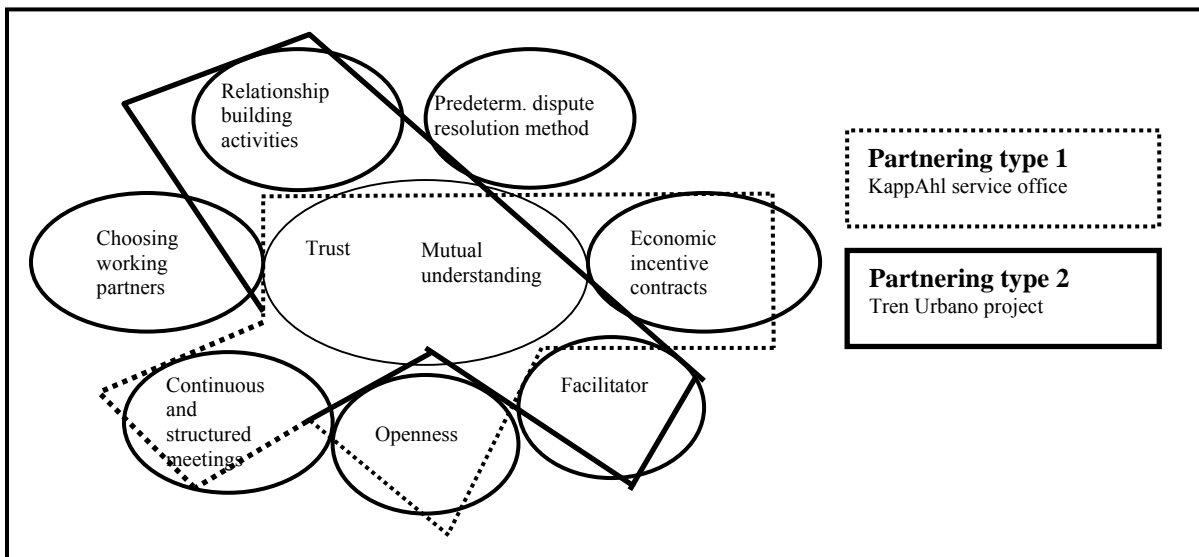 Relationship
building
activities
Predeterm. dispute
resolution method
Partnering type 1
KappAhl service office
Choosing
working
partners
Trust
Mutual
understanding
Economic
incentive
contracts
Partnering type 2
Tren Urbano project
Continuous
and
structured
meetings
Openness
Facilitator